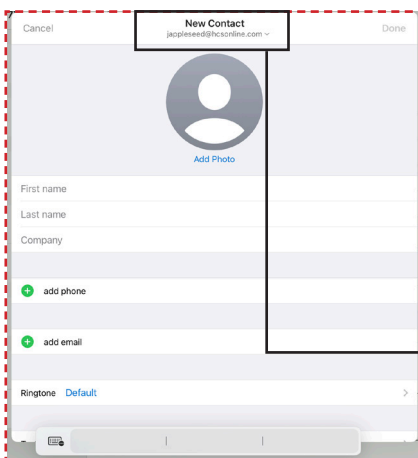 Cancel
New Contact
Done
jappleseed@hcsonline.com
Add Photo
First name
Last name
Company
add phone
add email
Ringtone Default